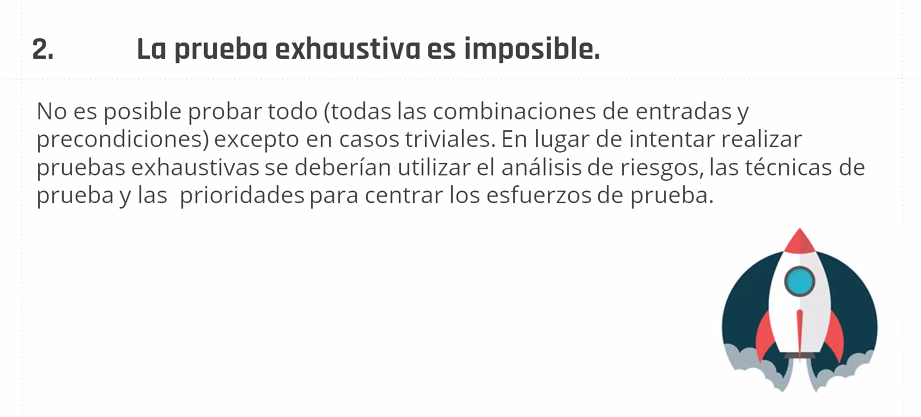 2. La prueba exhaustiva es imposible.
No es posible probar todo (todas las combinaciones de entradas y
precondiciones) excepto en casos triviales. En lugar de intentar realizar
pruebas exhaustivas se deberían utilizar el análisis de riesgos, las técnicas de
prueba y las prioridades para centrar los esfuerzos de prueba.